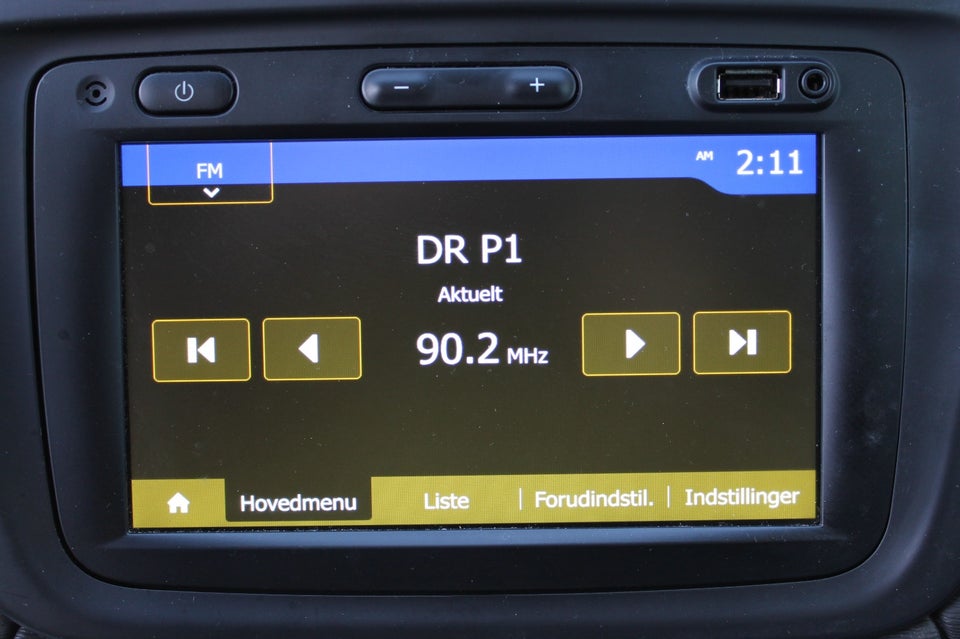 FM
AM 2:11
DR P1
Aktuelt
90.2 MHz
Hovedmenu
Liste
Forudindstil.
Indstillinger